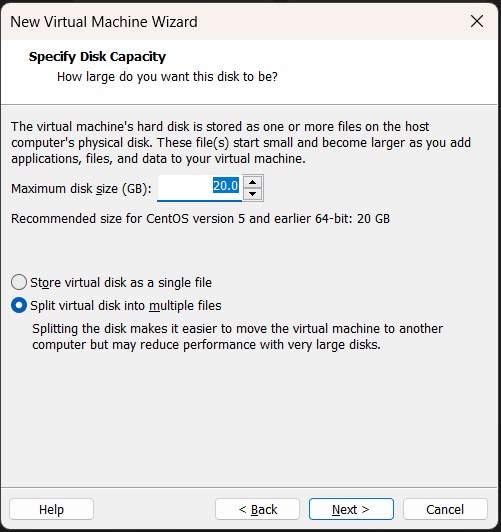 New Virtual Machine Wizard
Specify Disk Capacity
How large do you want this disk to be?
The virtual machine's hard disk is stored as one or more files on the host
computer's physical disk. These file(s) start small and become larger as you add
applications, files, and data to your virtual machine.
Maximum disk size (GB): 20.0
Recommended size for CentOS version 5 and earlier 64-bit: 20 GB
Store virtual disk as a single file
Split virtual disk into multiple files
Splitting the disk makes it easier to move the virtual machine to another
computer but may reduce performance with very large disks.
Help < Back Next > Cancel